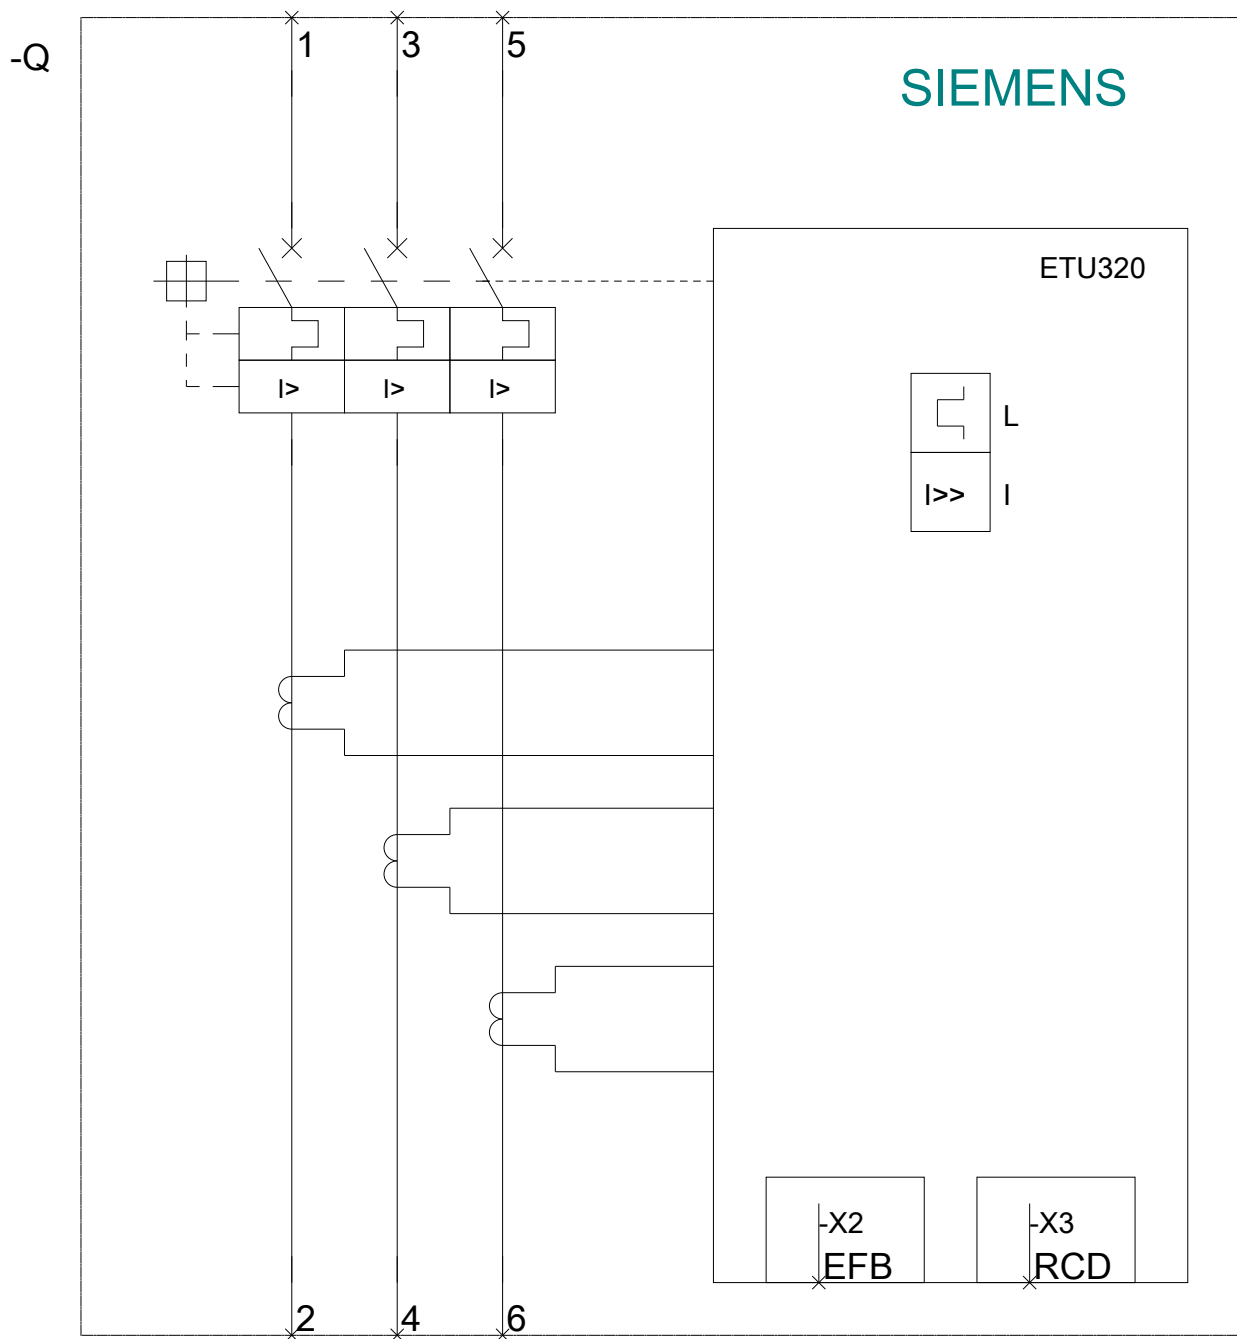 1 3 5
-Q
SIEMENS
ETU320
I> I> I>
L
I>> I
-X2 -X3
EFB RCD
2 4 6